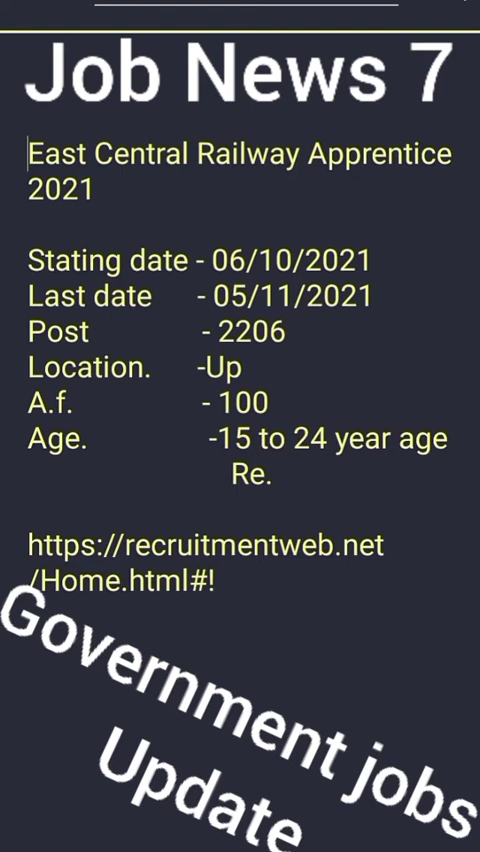 Job News 7
East Central Railway Apprentice
2021
Stating date - 06/10/2021
Last date - 05/11/2021
Post - 2206
Location. -Up
A.f. - 100
Age. -15 to 24 year age
Re.
https://recruitmentweb.net
/Home.html#!
Government jobs
Update